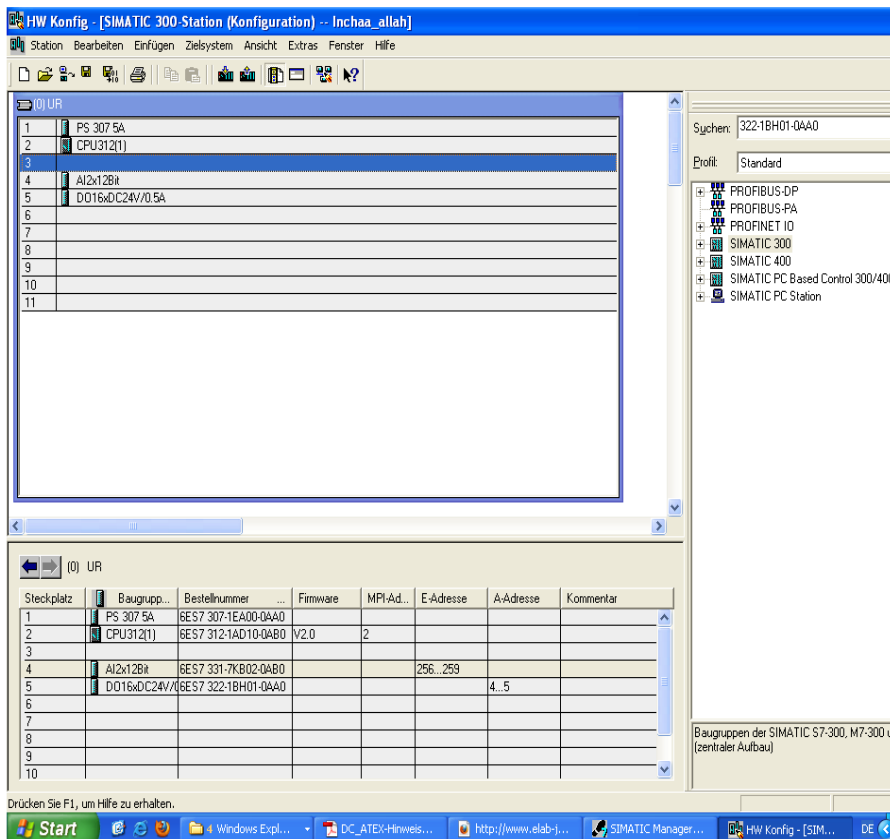 HW Konfig - [SIMATIC 300-Station (Konfiguration) -- Inchaa_allah]
Station Bearbeiten Einfügen Zielsystem Ansicht Extras Fenster Hilfe
(0) UR
1 PS 307 5A
2 CPU312(1)
3
4 AI2x12Bit
5 DO16xDC24V/0.5A
6
7
8
9
10
11
Suchen: 322-1BH01-0AA0
Profil: Standard
PROFIBUS-DP
PROFIBUS-PA
PROFINET IO
SIMATIC 300
SIMATIC 400
SIMATIC PC Based Control 300/400
SIMATIC PC Station
(0) UR
Steckplatz Baugrupp... Bestellnummer ... Firmware MPI-Ad... E-Adresse A-Adresse Kommentar
1 PS 307 5A 6ES7 307-1EA00-0AA0
2 CPU312(1) 6ES7 312-1AD10-0AB0 V2.0 2
3
4 AI2x12Bit 6ES7 331-7KB02-0AB0 256...259
5 DO16xDC24V/0 6ES7 322-1BH01-0AA0 4...5
6
7
8
9
10
Baugruppen der SIMATIC S7-300, M7-300 u
(zentraler Aufbau)
Drücken Sie F1, um Hilfe zu erhalten.
Start 4 Windows Expl... DC_ATEX-Hinweis... http://www.elab-j... SIMATIC Manager... HW Konfig - [SIM... DE